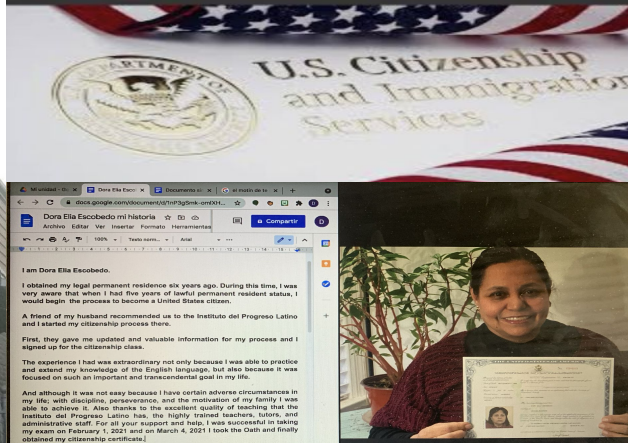 DEPARTMENT OF
U.S. Citizenship
and Immigration
Services
Mi unidad - Go
Dora Elia Escob
Documento si
el matin de te
docs.google.com/document/d/1nP3gSmk-omIXH...
Dora Elia Escobedo mi historia
Compartir
D
Archivo Editar Ver Insertar Formato Herramientas
100% Texto norm... Arial
I am Dora Elia Escobedo.
I obtained my legal permanent residence six years ago. During this time, I was
very aware that when I had five years of lawful permanent resident status, I
would begin the process to become a United States citizen.
A friend of my husband recommended us to the Instituto del Progreso Latino
and I started my citizenship process there.
First, they gave me updated and valuable information for my process and I
signed up for the citizenship class.
The experience I had was extraordinary not only because I was able to practice
and extend my knowledge of the English language, but also because it was
focused on such an important and transcendental goal in my life.
And although it was not easy because I have certain adverse circumstances in
my life; with discipline, perseverance, and the motivation of my family I was
able to achieve it. Also thanks to the excellent quality of teaching that the
Instituto del Progreso Latino has, the highly trained teachers, tutors, and
administrative staff. For all your support and help, I was successful in taking
my exam on February 1, 2021 and on March 4, 2021 I took the Oath and finally
obtained my citizenship certificate.